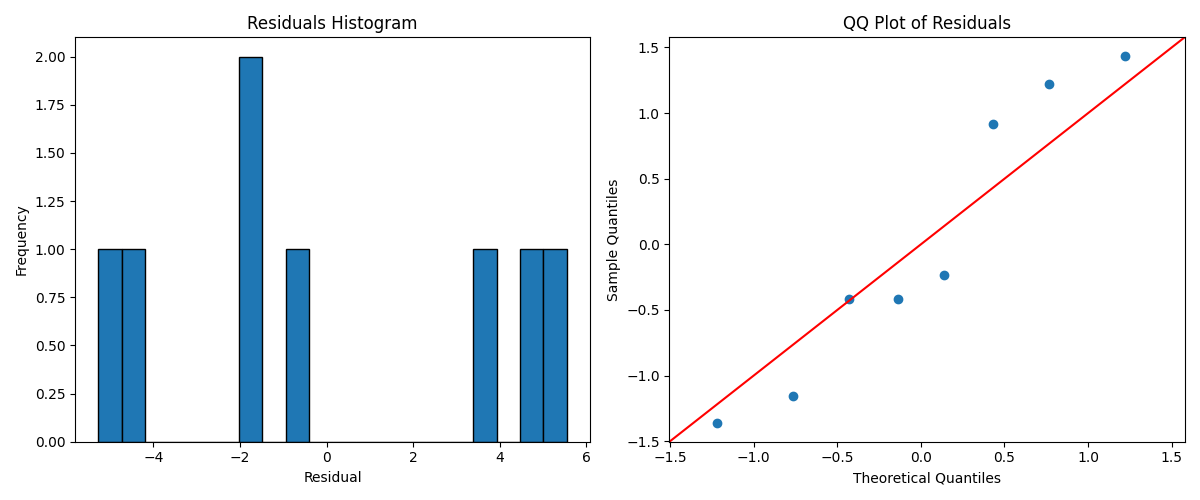 Residuals Histogram
2.00
1.75
1.50
1.25
1.00
0.75
0.50
0.25
0.00
Frequency
−4 −2 0 2 4 6
Residual
QQ Plot of Residuals
1.5
1.0
0.5
0.0
−0.5
−1.0
−1.5
Sample Quantiles
−1.5 −1.0 −0.5 0.0 0.5 1.0 1.5
Theoretical Quantiles